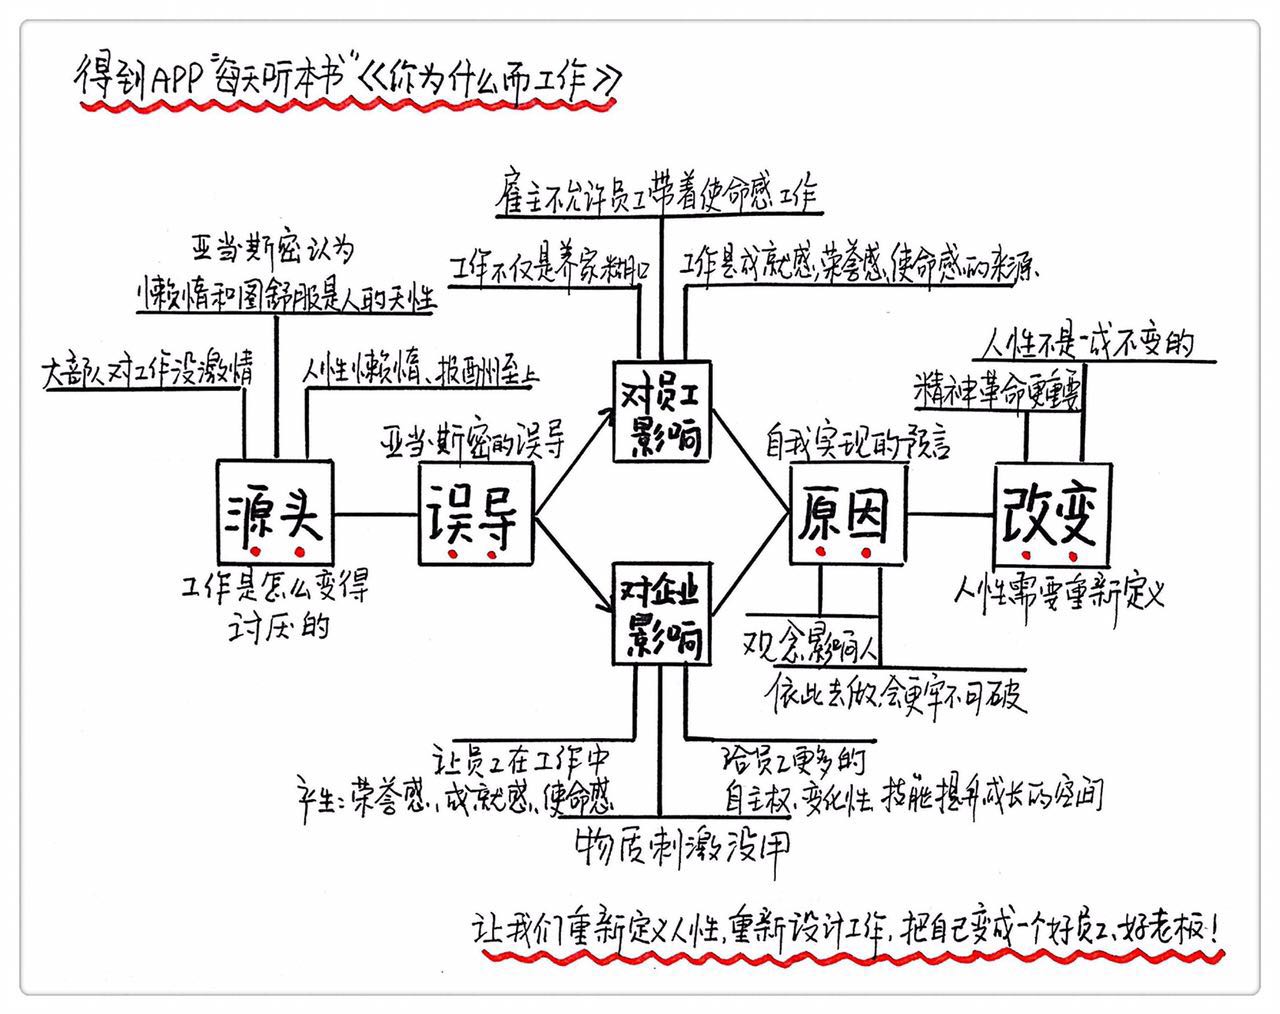 得到APP“每天听本书”《你为什么而工作》
雇主不允许员工带着使命感工作
工作不仅是养家糊口
工作是成就感、荣誉感、使命感的来源
亚当斯密认为
懒惰和图舒服是人的天性
大部队对工作没激情
人性懒惰、报酬州至上
人性不是一成不变的
精神革命更重要
对员工
影响
亚当·斯密的误导
自我实现的预言
源头
误导
原因
改变
工作是怎么变得
讨厌的
对企业
影响
人性需要重新定义
观念影响人
依此去做,会更牢不可破
让员工在工作中
产生:荣誉感、成就感、使命感
给员工更多的
自主权、变化性、技能提升成长的空间
物质刺激没用
让我们重新定义人性,重新设计工作,把自己变成一个好员工、好老板!